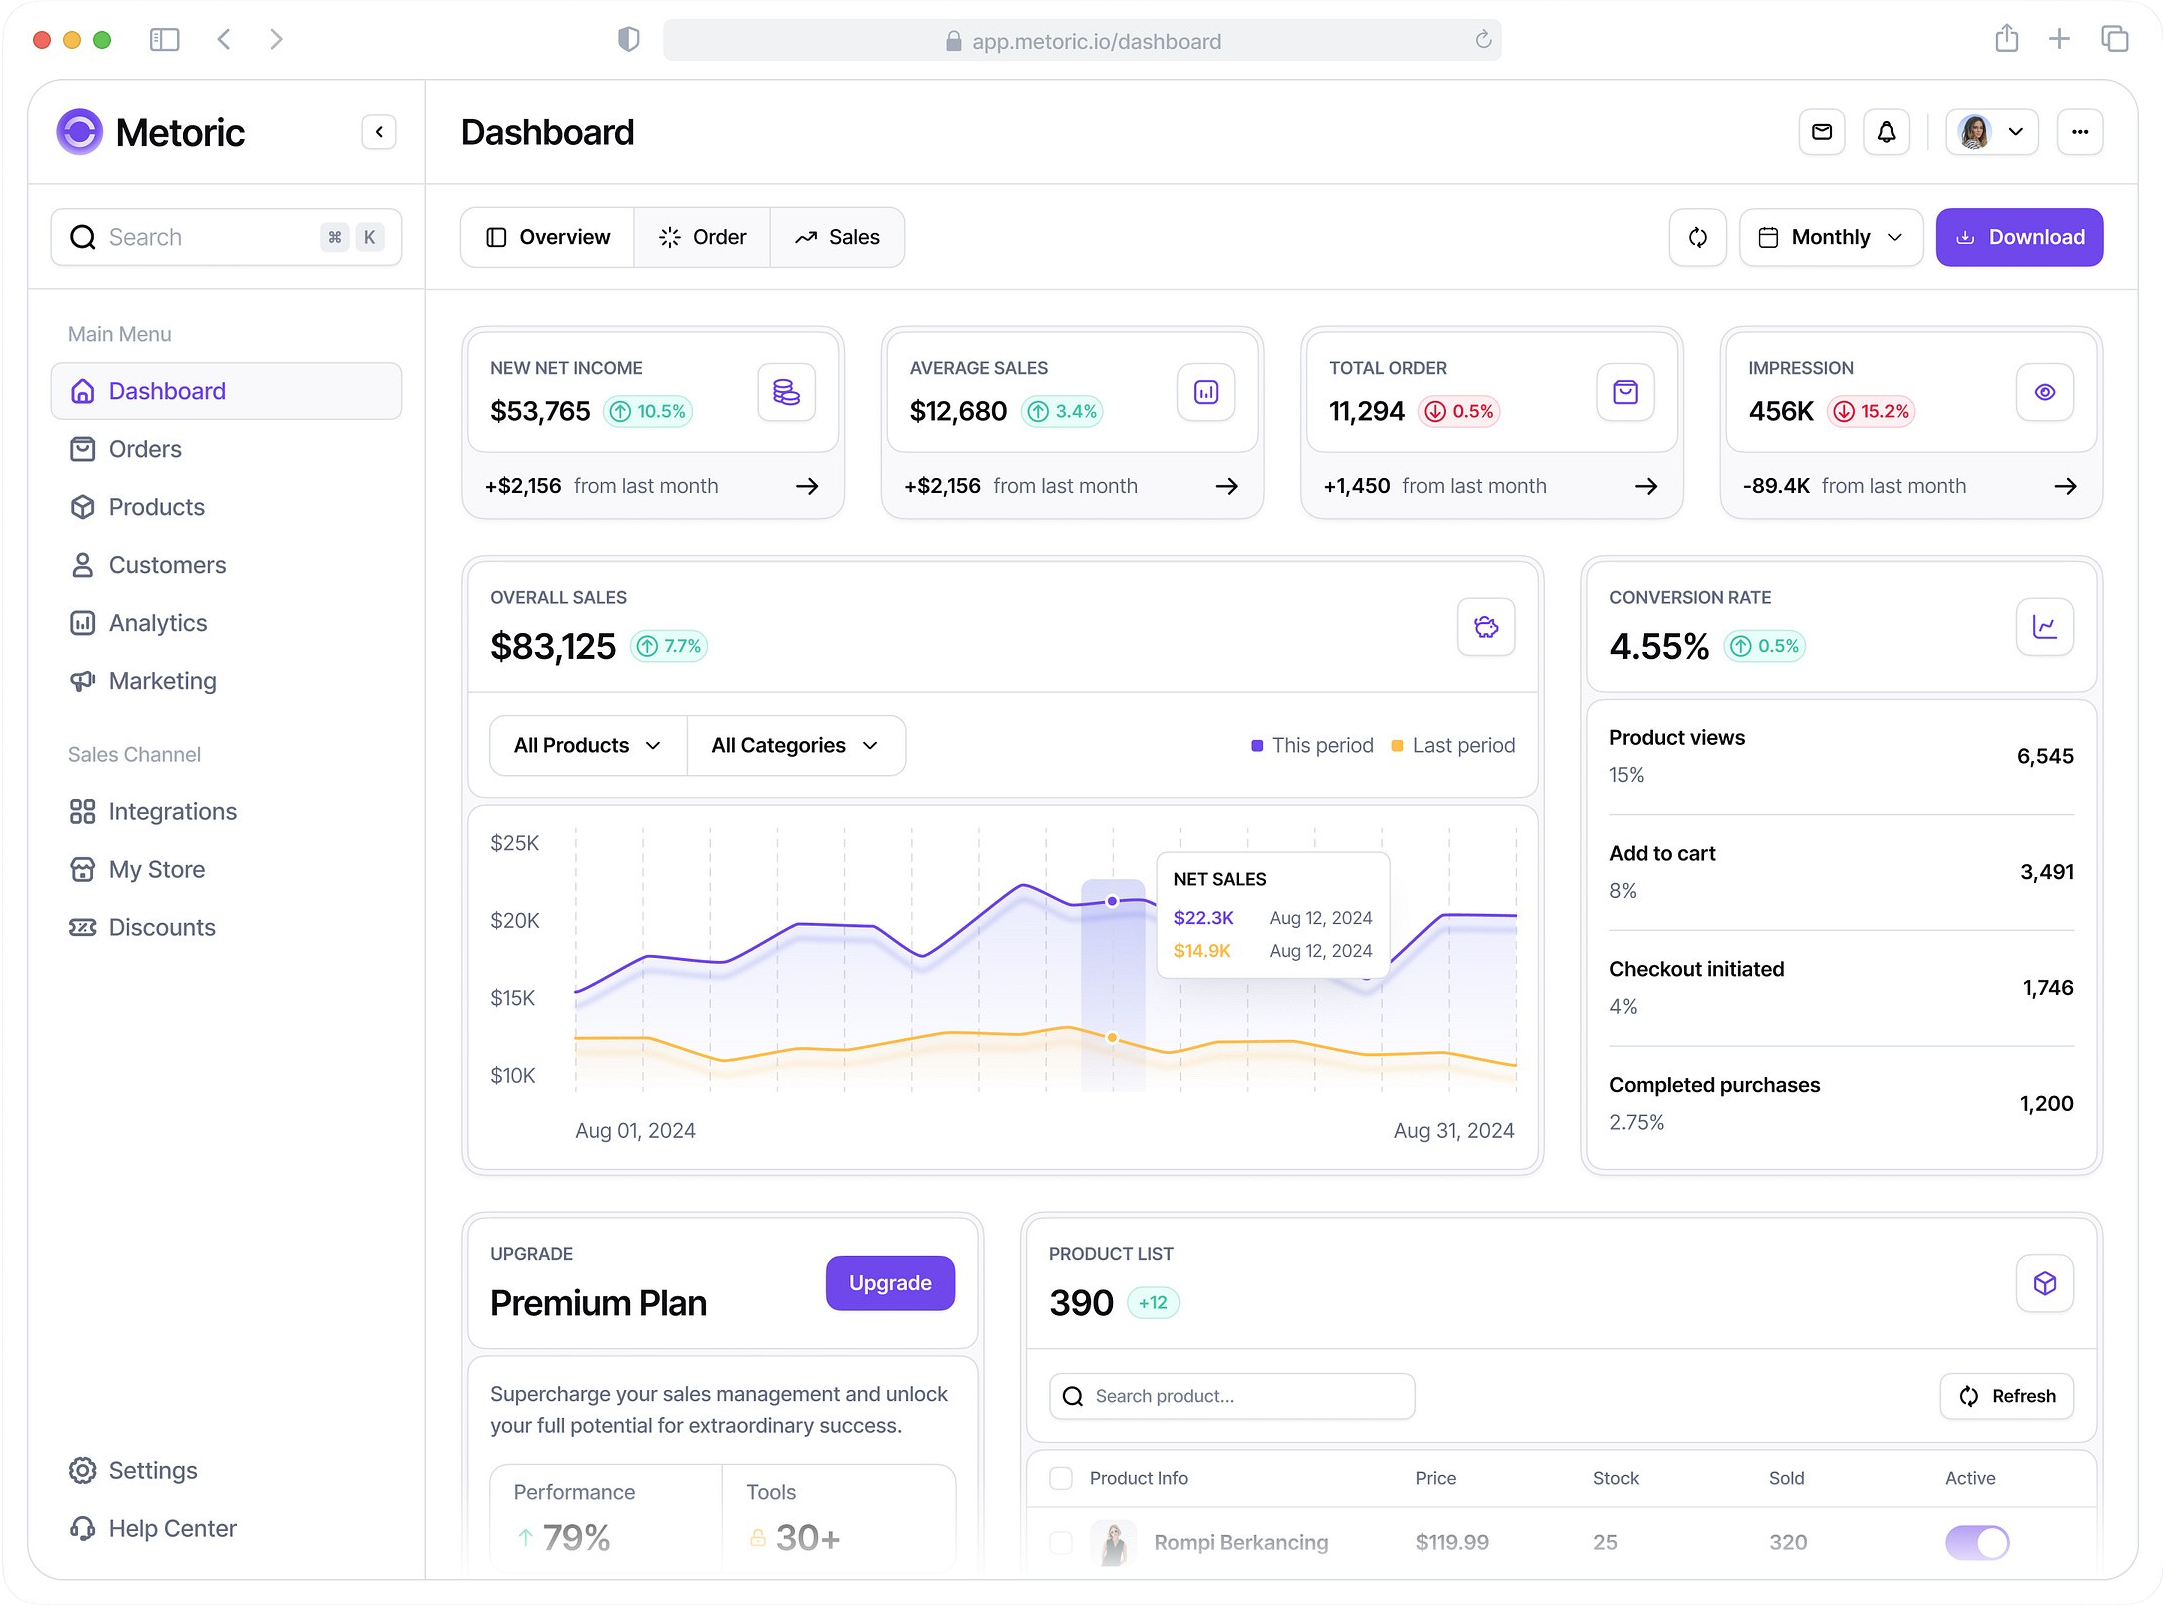 app.metoric.io/dashboard
Metoric
Dashboard
Search
⌘ K
Overview
Order
Sales
Monthly
Download
Main Menu
Dashboard
Orders
Products
Customers
Analytics
Marketing
Sales Channel
Integrations
My Store
Discounts
Settings
Help Center
NEW NET INCOME
$53,765 10.5%
+$2,156 from last month
AVERAGE SALES
$12,680 3.4%
+$2,156 from last month
TOTAL ORDER
11,294 0.5%
+1,450 from last month
IMPRESSION
456K 15.2%
-89.4K from last month
OVERALL SALES
$83,125 7.7%
All Products
All Categories
This period
Last period
$25K
$20K
$15K
$10K
NET SALES
$22.3K Aug 12, 2024
$14.9K Aug 12, 2024
Aug 01, 2024
Aug 31, 2024
CONVERSION RATE
4.55% 0.5%
Product views
15%
6,545
Add to cart
8%
3,491
Checkout initiated
4%
1,746
Completed purchases
2.75%
1,200
UPGRADE
Premium Plan
Upgrade
Supercharge your sales management and unlock
your full potential for extraordinary success.
Performance
79%
Tools
30+
PRODUCT LIST
390 +12
Search product...
Refresh
Product Info Price Stock Sold Active
Rompi Berkancing $119.99 25 320